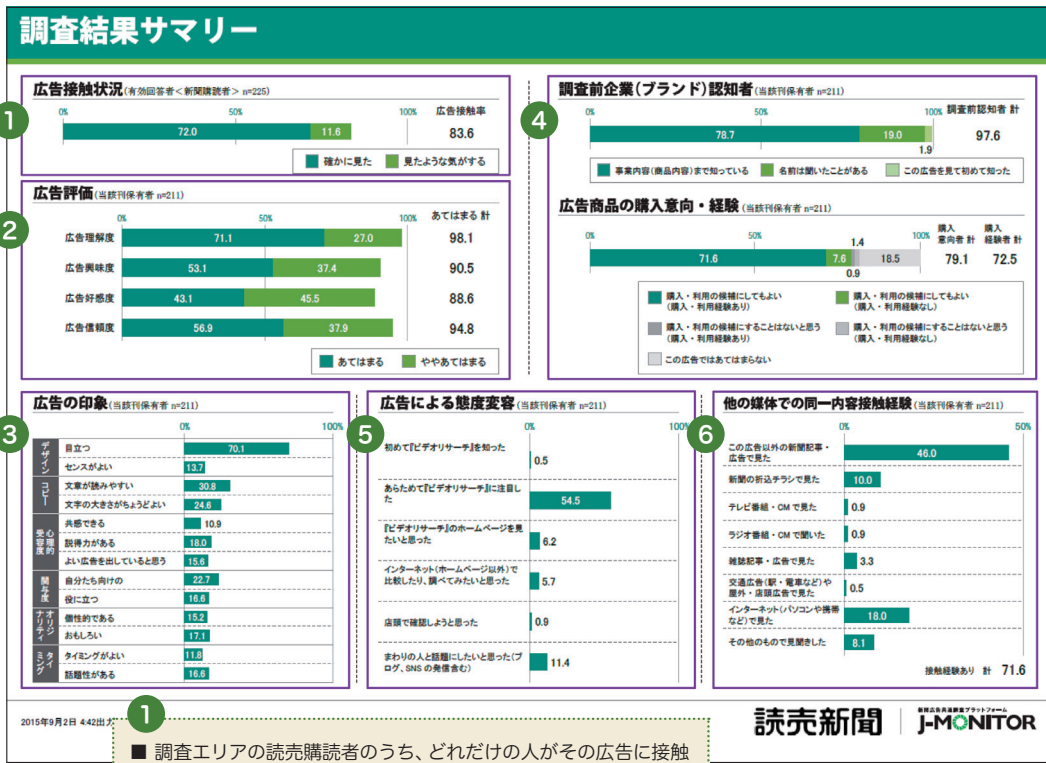 調査結果サマリー
1
広告接触状況(有効回答者<新聞購読者> n=225)
0%
50%
100%
広告接触率
72.0
11.6
83.6
確かに見た
見たような気がする
2
広告評価(当該刊保有者 n=211)
0%
50%
100%
あてはまる 計
広告理解度
71.1
27.0
98.1
広告興味度
53.1
37.4
90.5
広告好感度
43.1
45.5
88.6
広告信頼度
56.9
37.9
94.8
あてはまる
ややあてはまる
4
調査前企業(ブランド)認知者(当該刊保有者 n=211)
0%
50%
100%
調査前認知者 計
78.7
19.0
1.9
97.6
事業内容(商品内容)まで知っている
名前は聞いたことがある
この広告を見て初めて知った
広告商品の購入意向・経験(当該刊保有者 n=211)
0%
50%
100%
購入
意向者 計
購入
経験者 計
71.6
7.6
0.9
1.4
18.5
79.1
72.5
購入・利用の候補にしてもよい
(購入・利用経験あり)
購入・利用の候補にしてもよい
(購入・利用経験なし)
購入・利用の候補にすることはないと思う
(購入・利用経験あり)
購入・利用の候補にすることはないと思う
(購入・利用経験なし)
この広告ではあてはまらない
3
広告の印象(当該刊保有者 n=211)
0%
100%
デザイン
目立つ
70.1
センスがよい
13.7
コピー
文章が読みやすい
30.8
文字の大きさがちょうどよい
24.6
心理的
受容度
共感できる
10.9
説得力がある
18.0
よい広告を出していると思う
15.6
関与度
自分たち向けの
22.7
役に立つ
16.6
オリジ
ナリティ
個性的である
15.2
おもしろい
17.1
タイ
ミング
タイミングがよい
11.8
話題性がある
16.6
5
広告による態度変容(当該刊保有者 n=211)
0%
100%
初めて『ビデオリサーチ』を知った
0.5
あらためて『ビデオリサーチ』に注目し
た
54.5
『ビデオリサーチ』のホームページを見
たいと思った
6.2
インターネット(ホームページ以外)で
比較したり、調べてみたいと思った
5.7
店頭で確認しようと思った
0.9
まわりの人と話題にしたいと思った(ブ
ログ、SNSの発信含む)
11.4
6
他の媒体での同一内容接触経験(当該刊保有者 n=211)
0%
50%
この広告以外の新聞記事・
広告で見た
46.0
新聞の折込チラシで見た
10.0
テレビ番組・CMで見た
0.9
ラジオ番組・CMで聞いた
0.9
雑誌記事・広告で見た
3.3
交通広告(駅・電車など)や
屋外・店頭広告で見た
0.5
インターネット(パソコンや携帯
など)で見た
18.0
その他のもので見聞きした
8.1
接触経験あり 計 71.6
2015年9月2日 4:42出力
読売新聞
新聞広告共通調査プラットフォーム
J-MONITOR
1
■ 調査エリアの読売購読者のうち、どれだけの人がその広告に接触